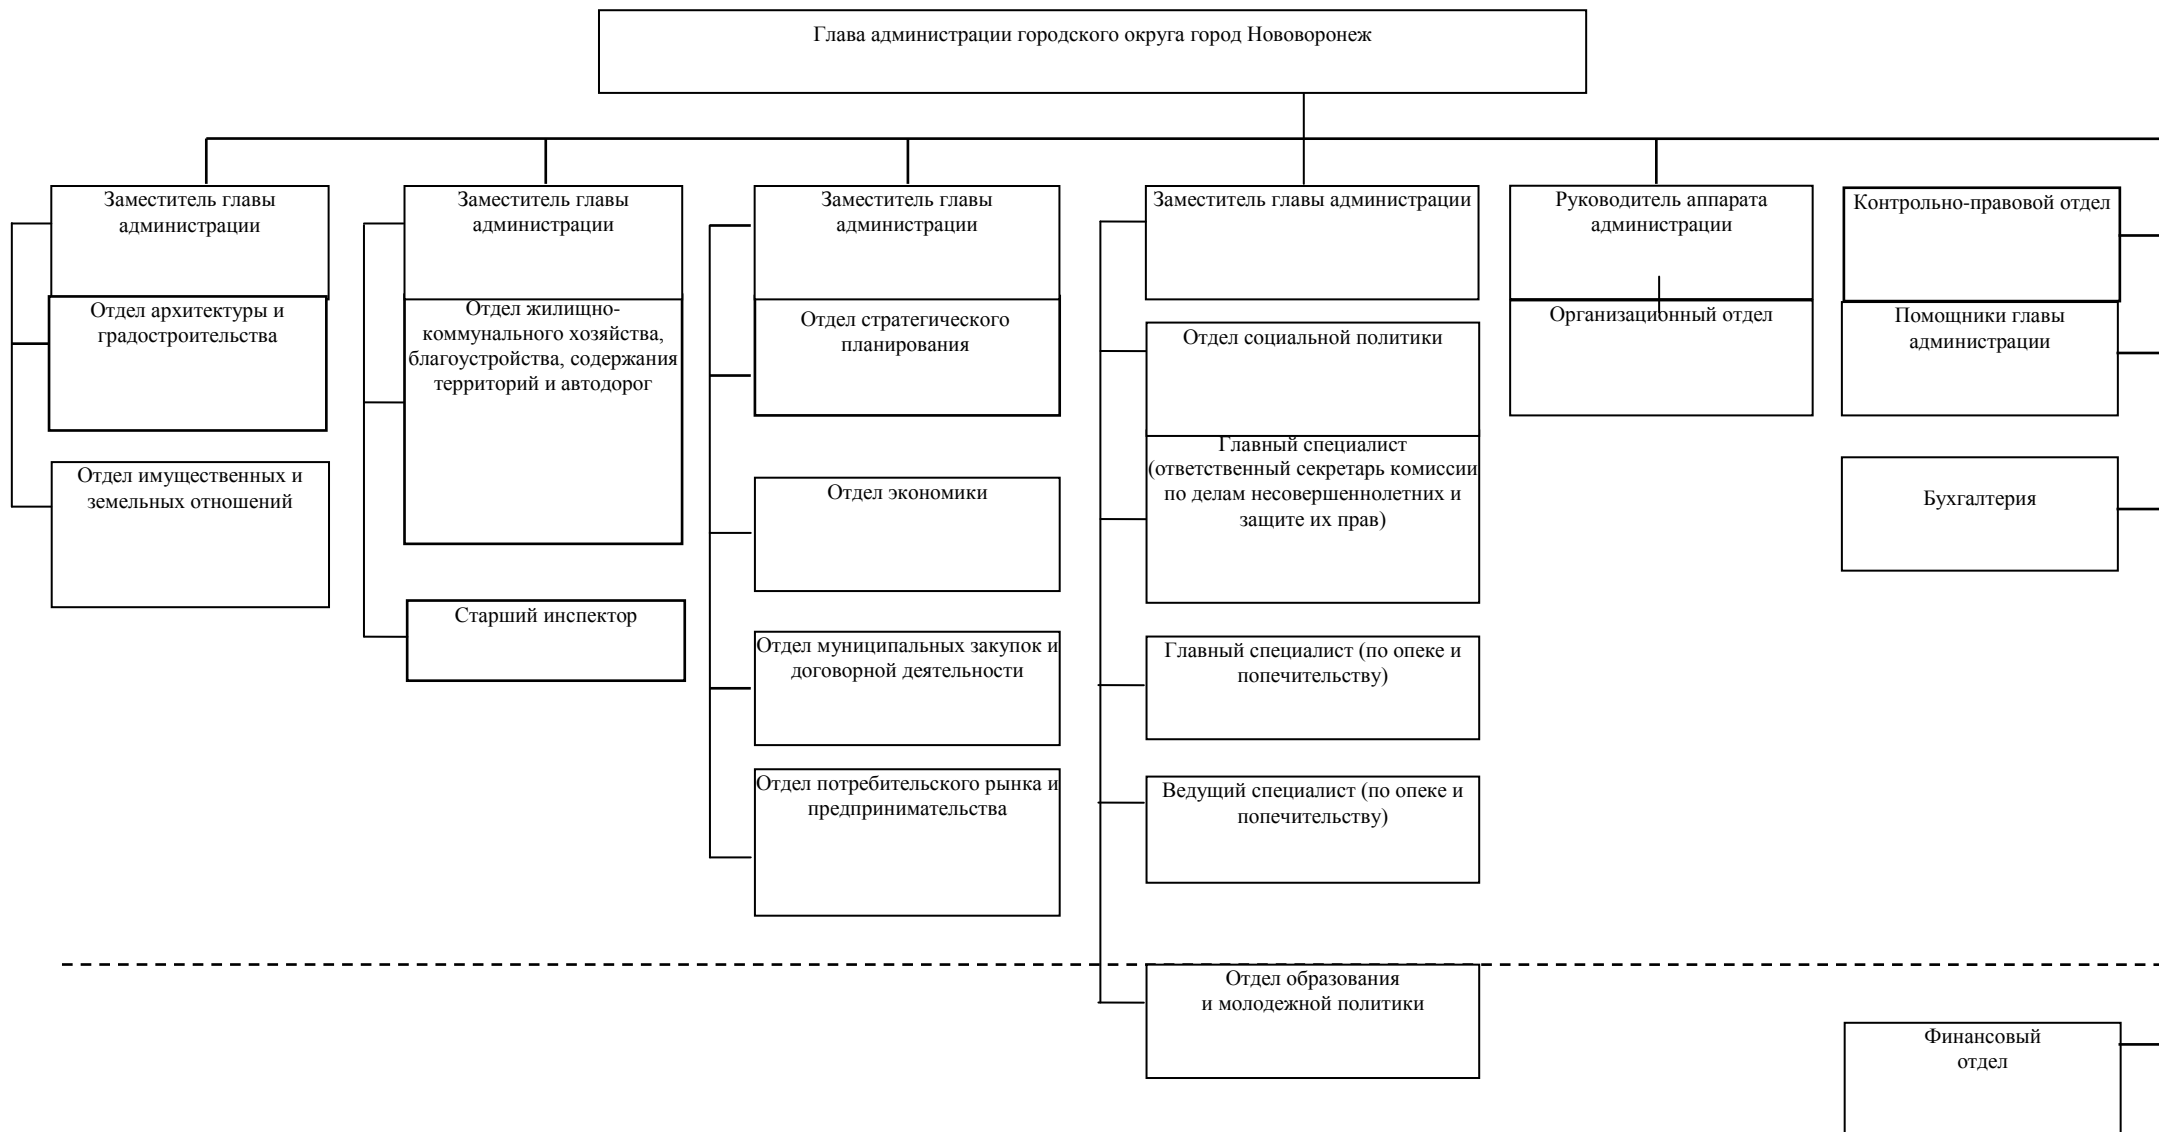 Глава администрации городского округа город Нововоронеж
Заместитель главы
администрации
Отдел архитектуры и
градостроительства
Отдел имущественных и
земельных отношений
Заместитель главы
администрации
Отдел жилищно-
коммунального хозяйства,
благоустройства, содержания
территорий и автодорог
Старший инспектор
Заместитель главы
администрации
Отдел стратегического
планирования
Отдел экономики
Отдел муниципальных закупок и
договорной деятельности
Отдел потребительского рынка и
предпринимательства
Заместитель главы администрации
Отдел социальной политики
Главный специалист
(ответственный секретарь комиссии
по делам несовершеннолетних и
защите их прав)
Главный специалист (по опеке и
попечительству)
Ведущий специалист (по опеке и
попечительству)
Отдел образования
и молодежной политики
Руководитель аппарата
администрации
Организационный отдел
Контрольно-правовой отдел
Помощники главы
администрации
Бухгалтерия
Финансовый
отдел